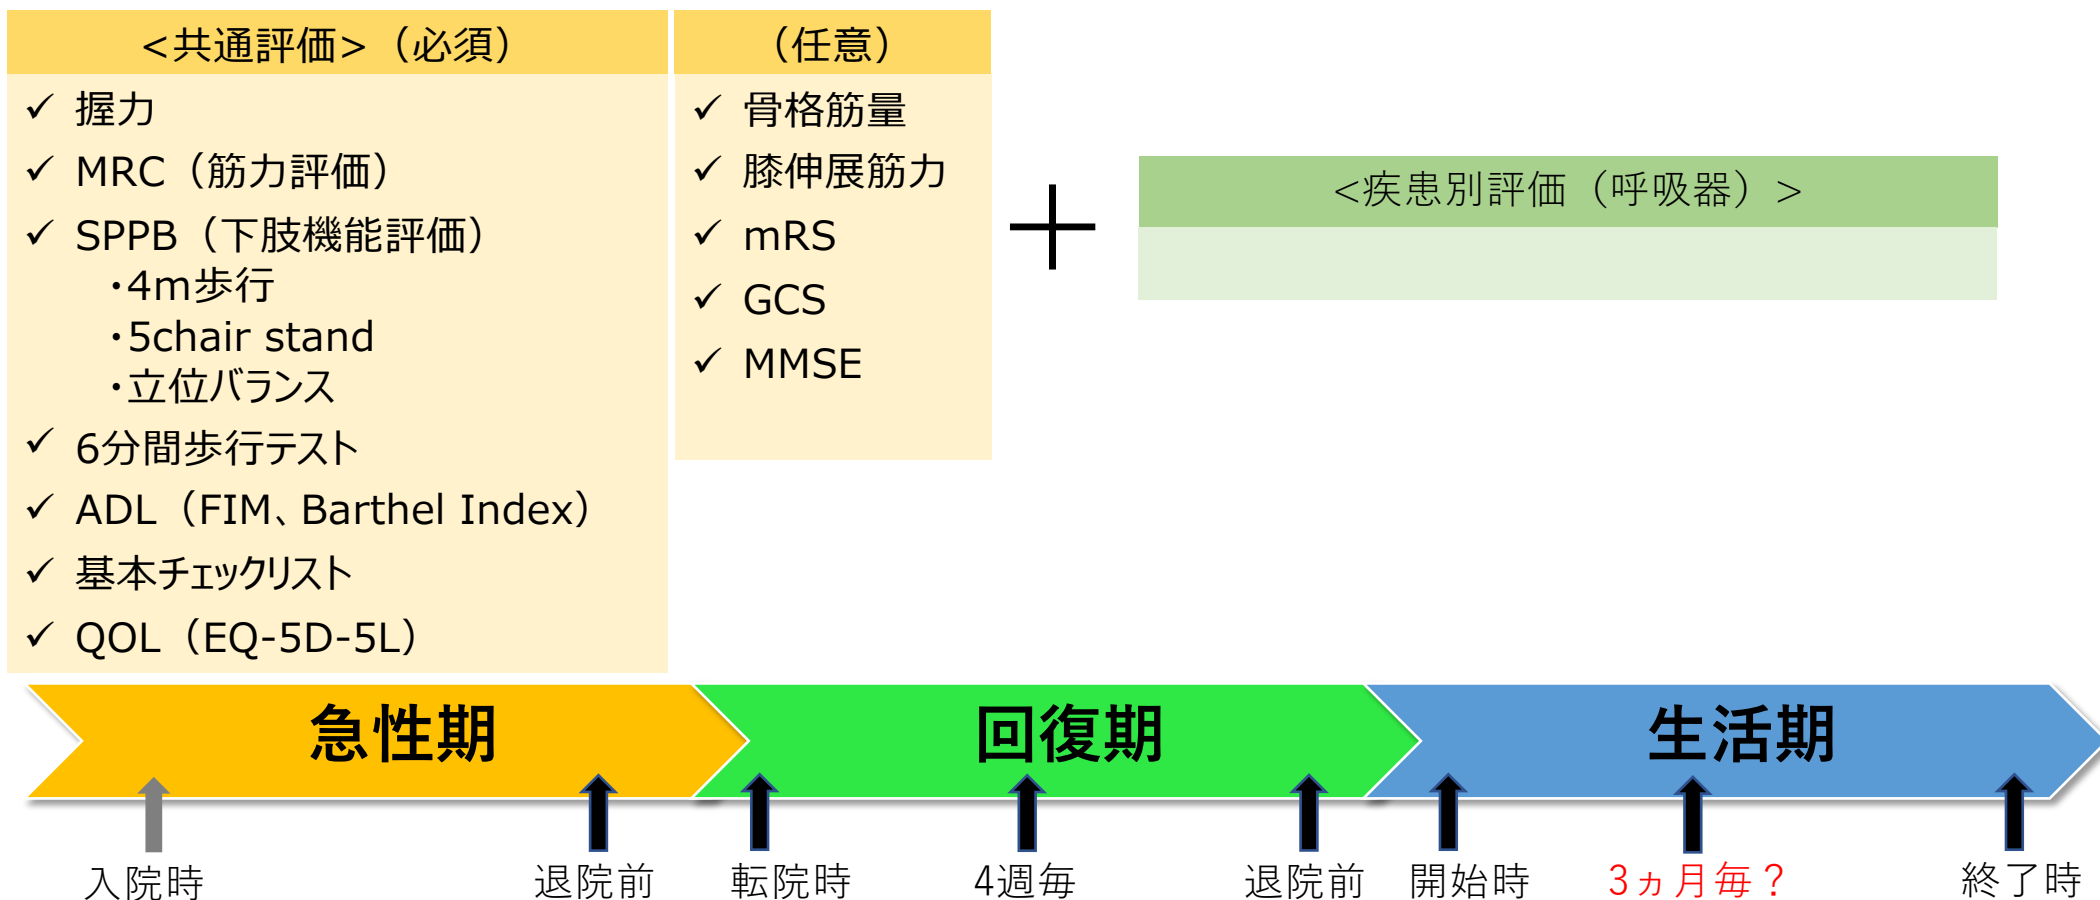 <共通評価>（必須）
✓ 握力
✓ MRC（筋力評価）
✓ SPPB（下肢機能評価）
・4m歩行
・5chair stand
・立位バランス
✓ 6分間歩行テスト
✓ ADL（FIM、Barthel Index）
✓ 基本チェックリスト
✓ QOL（EQ-5D-5L）
（任意）
✓ 骨格筋量
✓ 膝伸展筋力
✓ mRS
✓ GCS
✓ MMSE
＋
<疾患別評価（呼吸器）>
急性期
回復期
生活期
入院時
退院前
転院時
4週毎
退院前
開始時
3ヵ月毎？
終了時